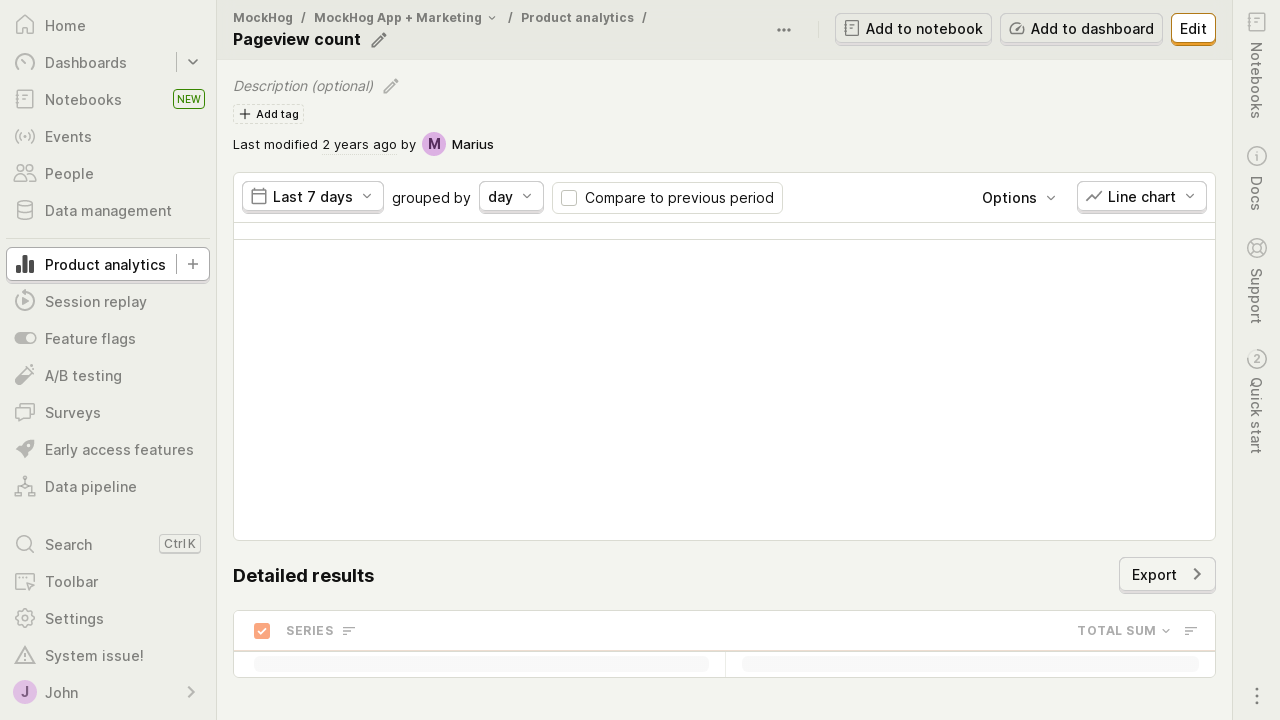 Home
Dashboards
Notebooks NEW
Events
People
Data management
Product analytics
Session replay
Feature flags
A/B testing
Surveys
Early access features
Data pipeline
Search Ctrl K
Toolbar
Settings
System issue!
J John
MockHog / MockHog App + Marketing / Product analytics /
Pageview count
Add to notebook Add to dashboard Edit
Description (optional)
Add tag
Last modified 2 years ago by M Marius
Last 7 days grouped by day Compare to previous period Options Line chart
Detailed results Export
SERIES TOTAL SUM
Notebooks
Docs
Support
2 Quick start